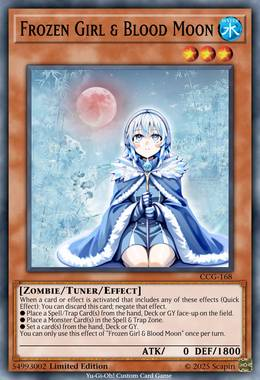 Frozen Girl & Blood Moon
WATER
水
CCG-168
[Zombie/Tuner/Effect]
When a card or effect is activated that includes any of these effects (Quick
Effect): You can discard this card; negate that effect.
● Place a Spell/Trap Card(s) from the hand, Deck or GY face-up on the field.
● Place a Monster Card(s) in the Spell & Trap Zone.
● Set a card(s) from the hand, Deck or GY.
You can only use this effect of "Frozen Girl & Blood Moon" once per turn.
ATK/ 0 DEF/1800
54993002 Limited Edition © 2025 Scapin
Yu-Gi-Oh! Custom Card Game